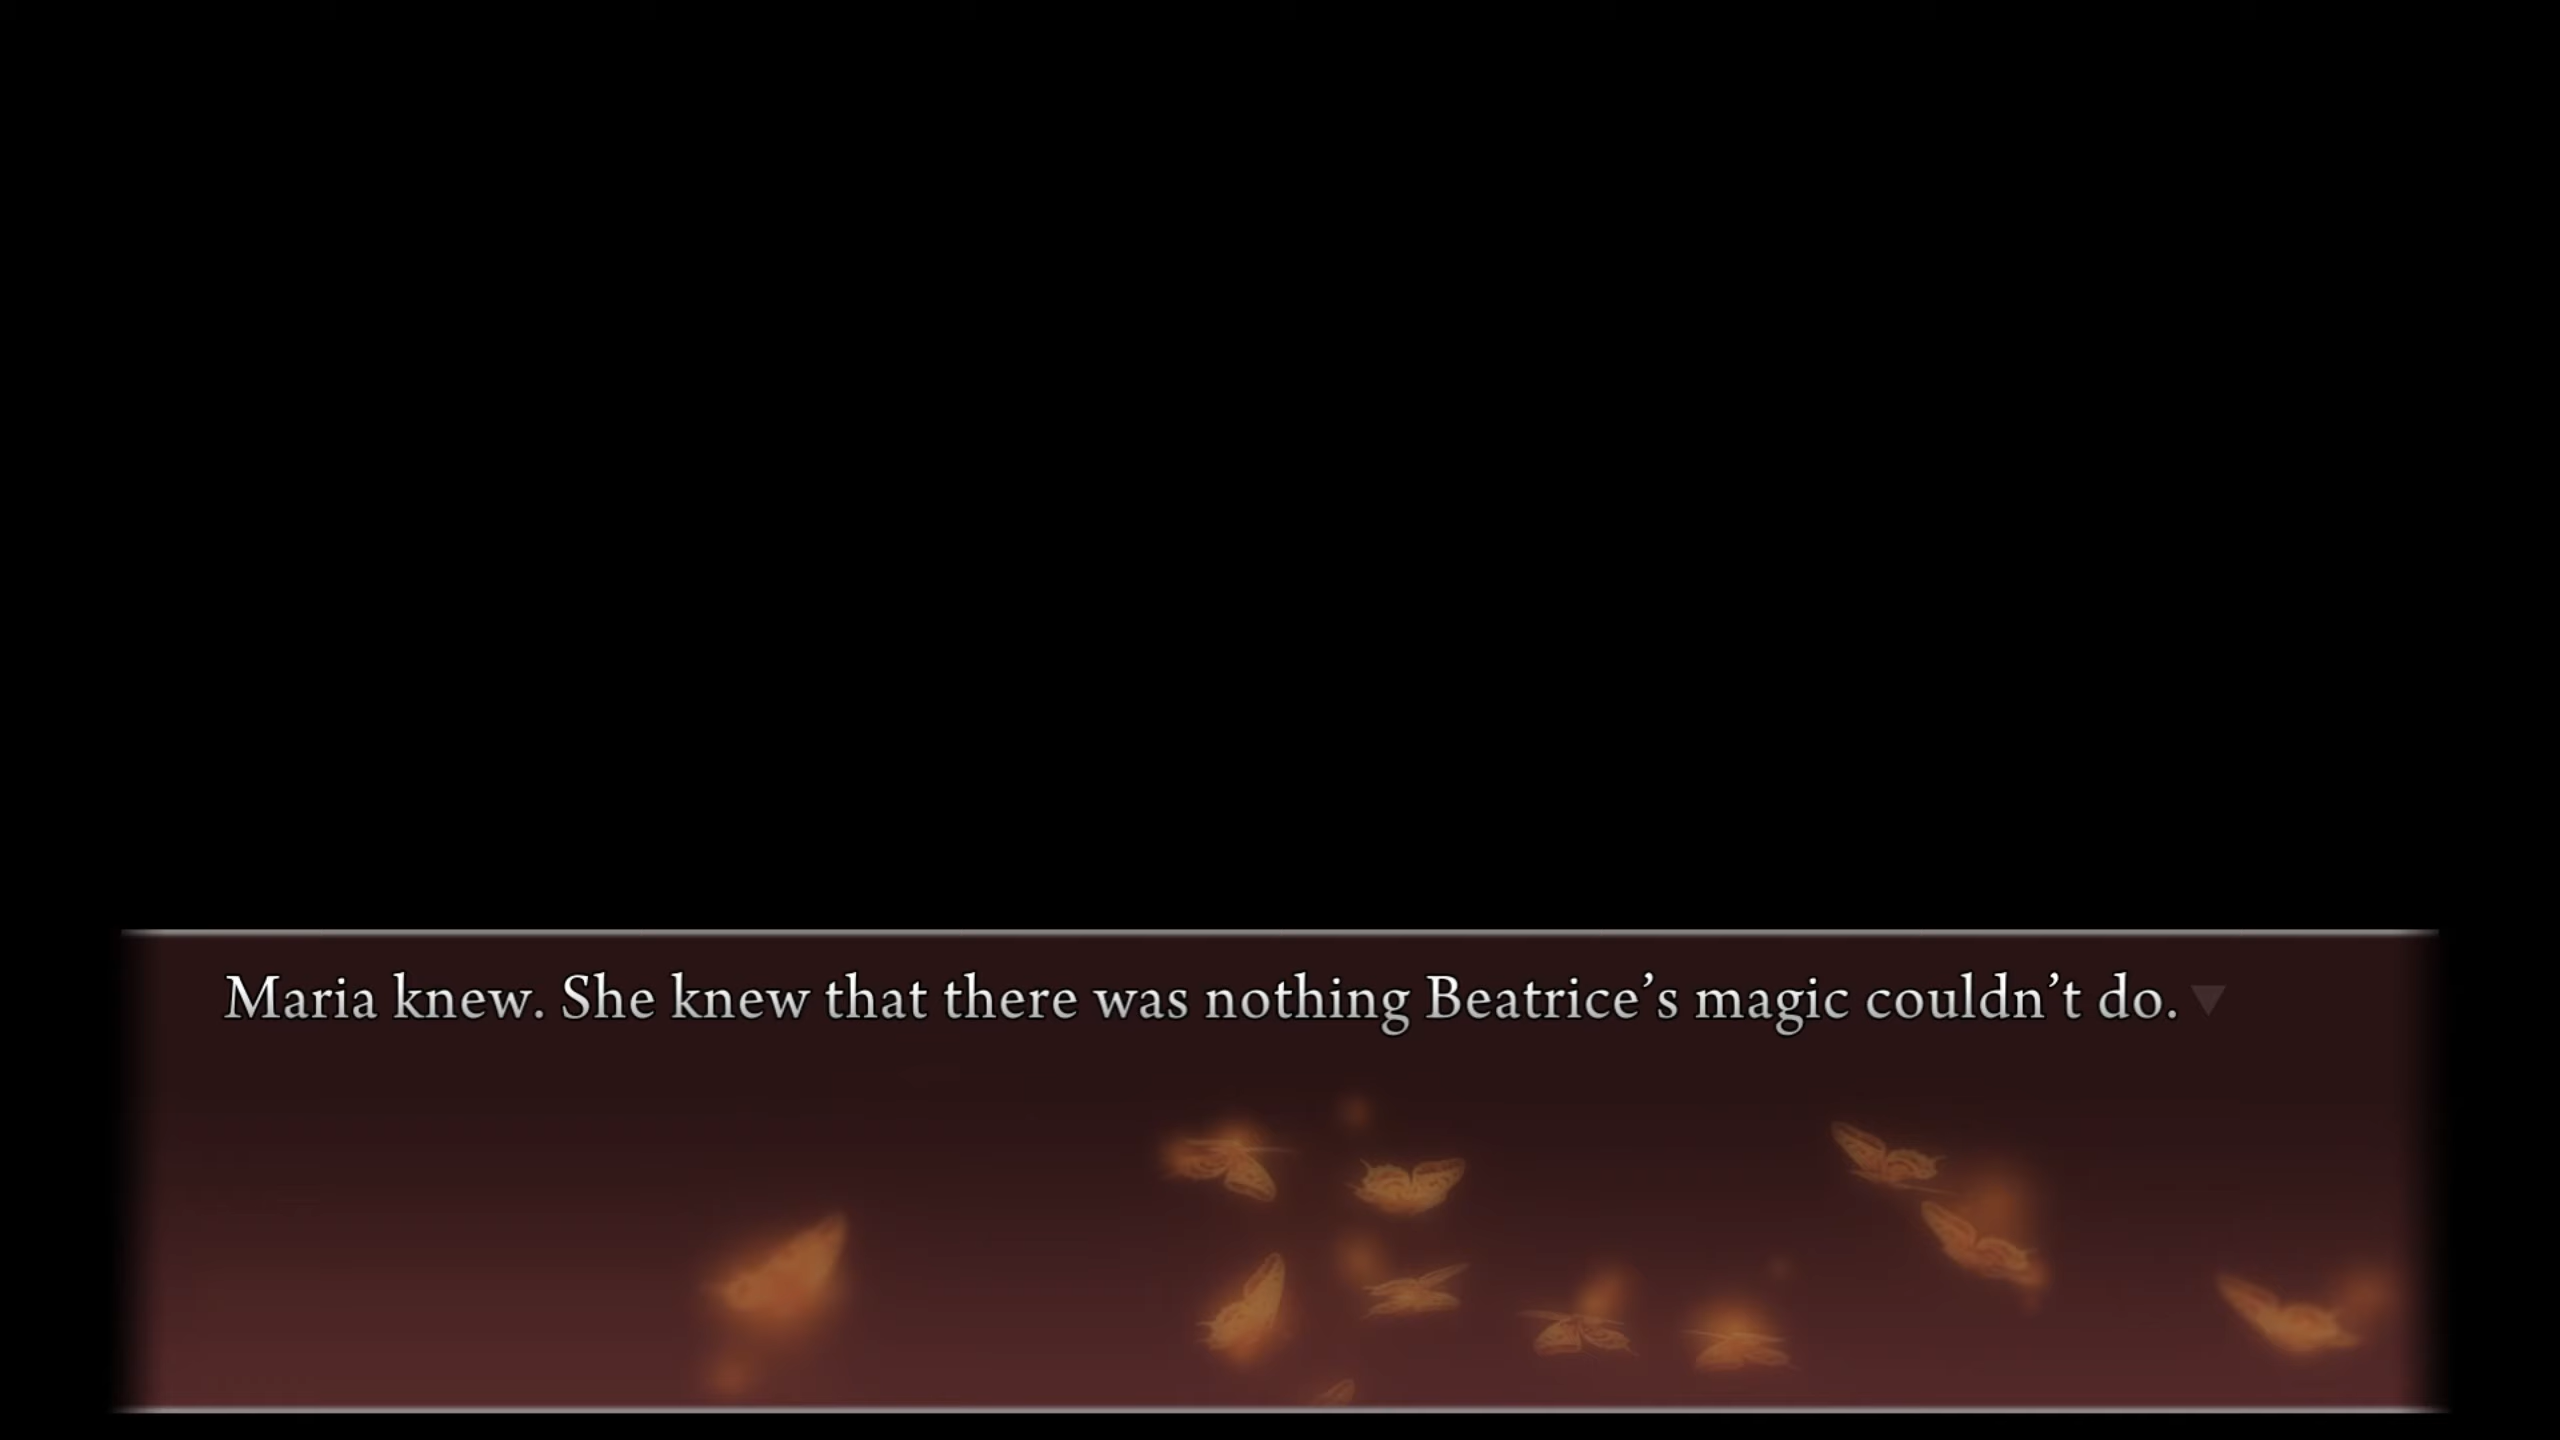 Maria knew. She knew that there was nothing Beatrice’s magic couldn’t do.